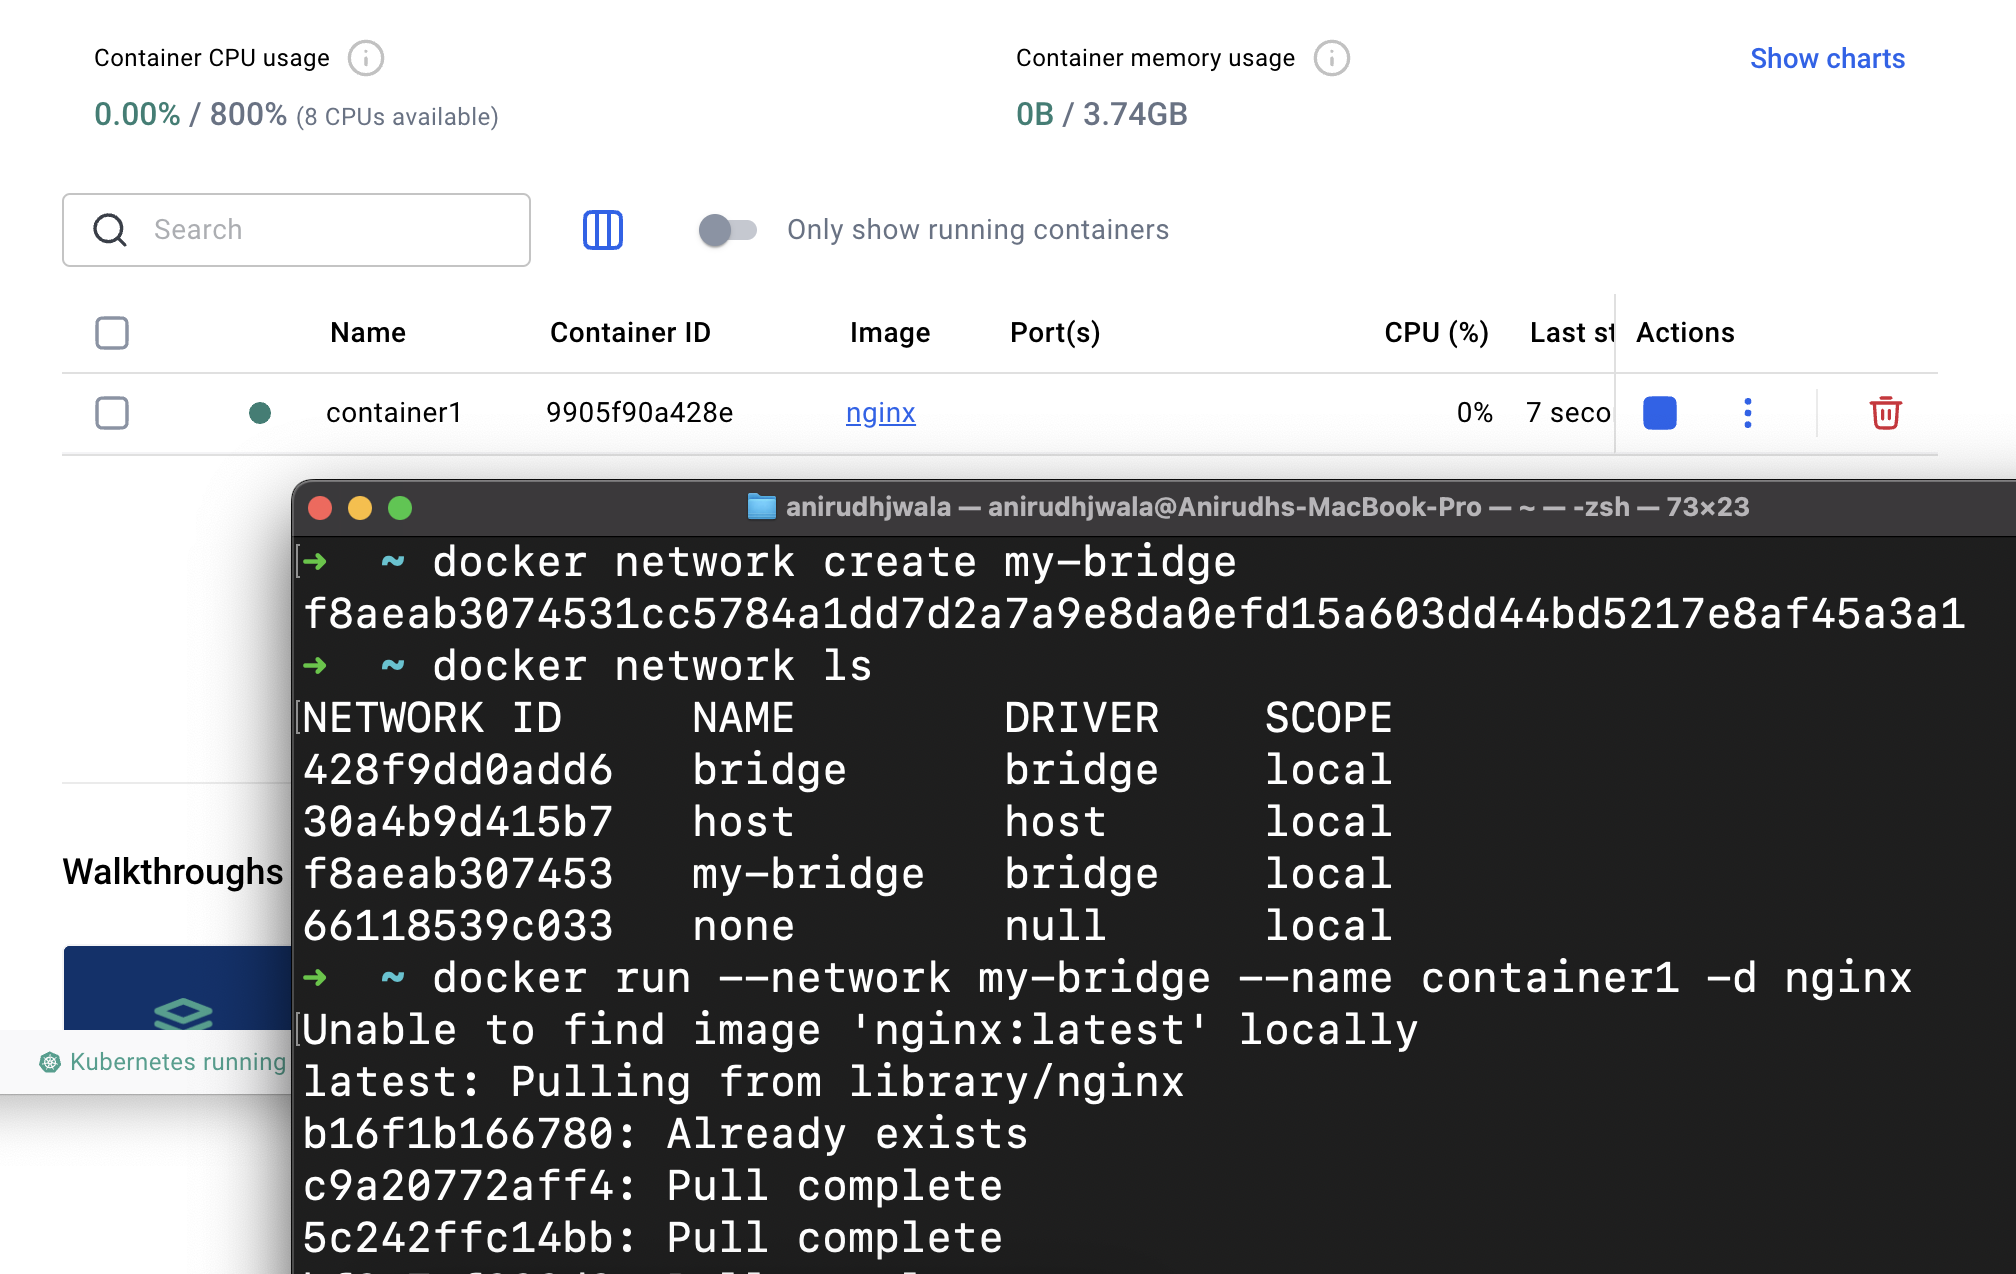 Container CPU usage
Container memory usage
Show charts
0.00% / 800% (8 CPUs available)
0B / 3.74GB
Search
Only show running containers
Name Container ID Image Port(s) CPU (%) Last st Actions
container1 9905f90a428e nginx 0% 7 seco
anirudhjwala — anirudhjwala@Anirudhs-MacBook-Pro — ~ — -zsh — 73×23
➜ ~ docker network create my-bridge
f8aeab3074531cc5784a1dd7d2a7a9e8da0efd15a603dd44bd5217e8af45a3a1
➜ ~ docker network ls
NETWORK ID NAME DRIVER SCOPE
428f9dd0add6 bridge bridge local
30a4b9d415b7 host host local
f8aeab307453 my-bridge bridge local
66118539c033 none null local
➜ ~ docker run --network my-bridge --name container1 -d nginx
Unable to find image 'nginx:latest' locally
latest: Pulling from library/nginx
b16f1b166780: Already exists
c9a20772aff4: Pull complete
5c242ffc14bb: Pull complete
Walkthroughs
Kubernetes running